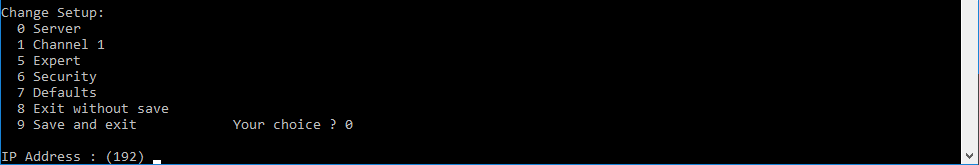 Change Setup:
  0 Server
  1 Channel 1
  5 Expert
  6 Security
  7 Defaults
  8 Exit without save
  9 Save and exit            Your choice ? 0
IP Address : (192)